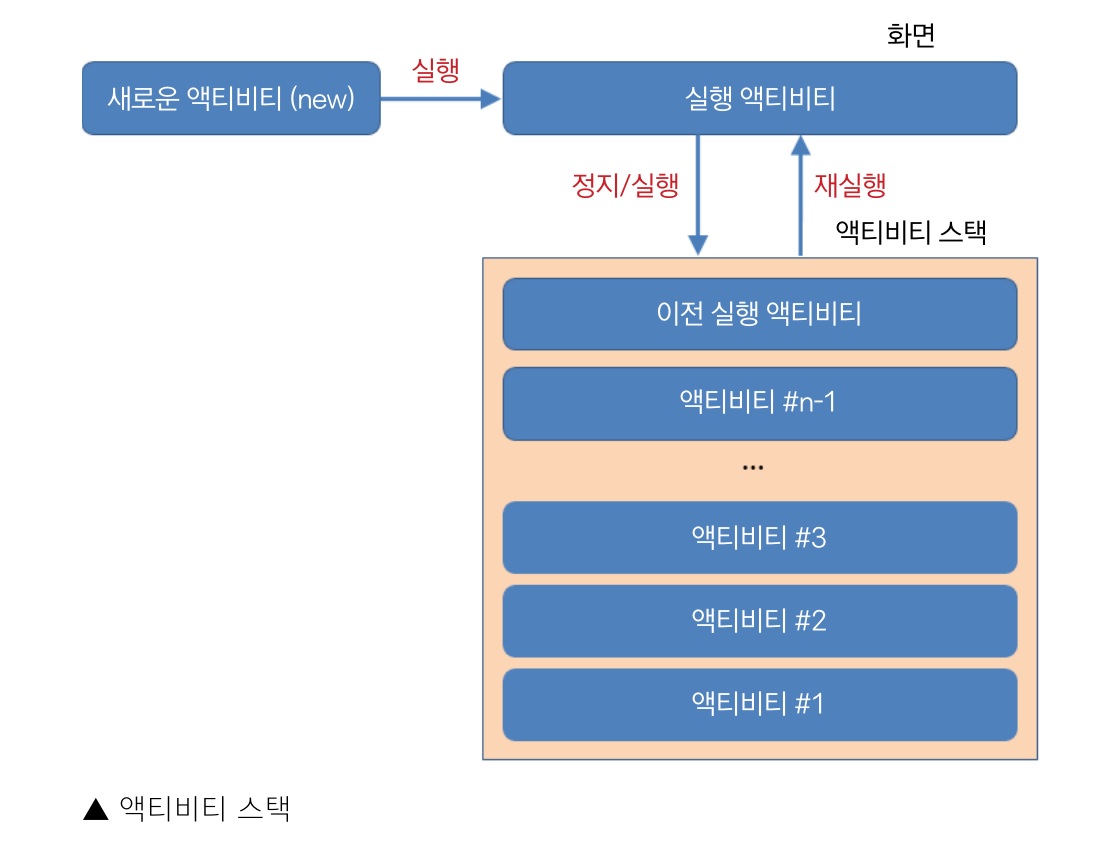 화면
새로운 액티비티 (new)
실행
실행 액티비티
정지/실행
재실행
액티비티 스택
이전 실행 액티비티
액티비티 #n-1
...
액티비티 #3
액티비티 #2
액티비티 #1
▲ 액티비티 스택